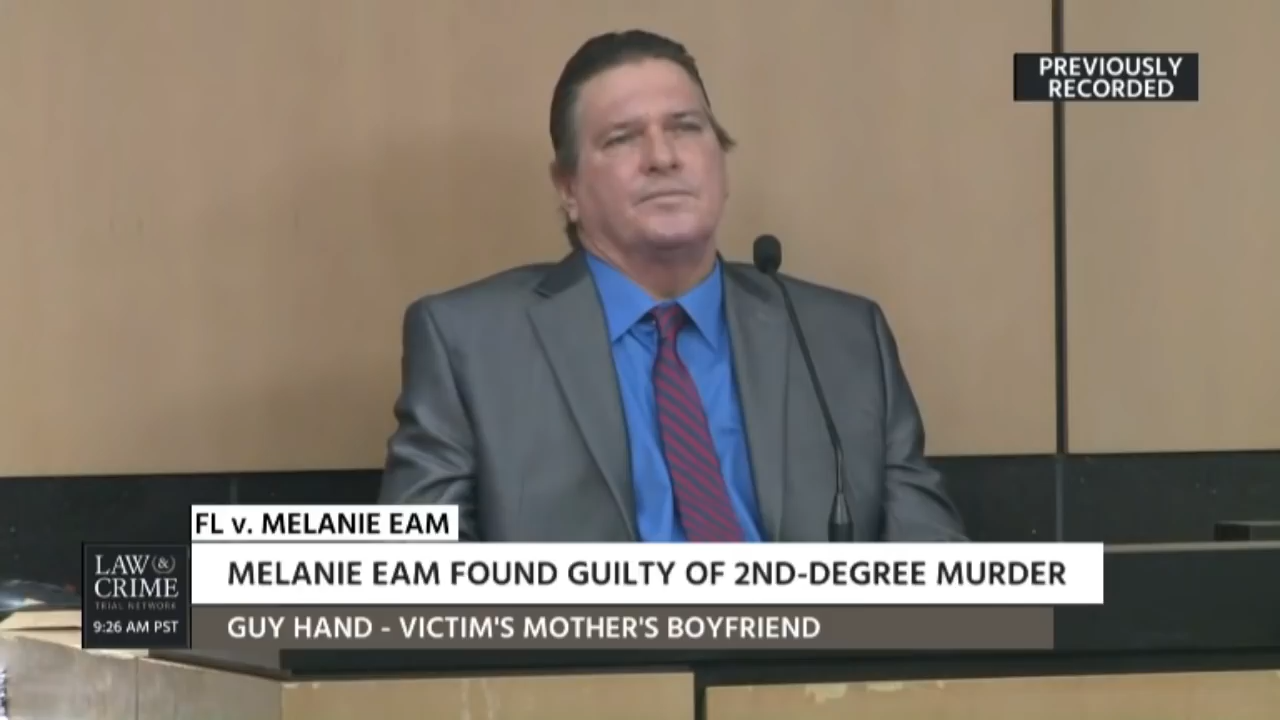 PREVIOUSLY
RECORDED
FL v. MELANIE EAM
MELANIE EAM FOUND GUILTY OF 2ND-DEGREE MURDER
LAW &
CRIME
TRIAL NETWORK
9:26 AM PST
GUY HAND - VICTIM'S MOTHER'S BOYFRIEND